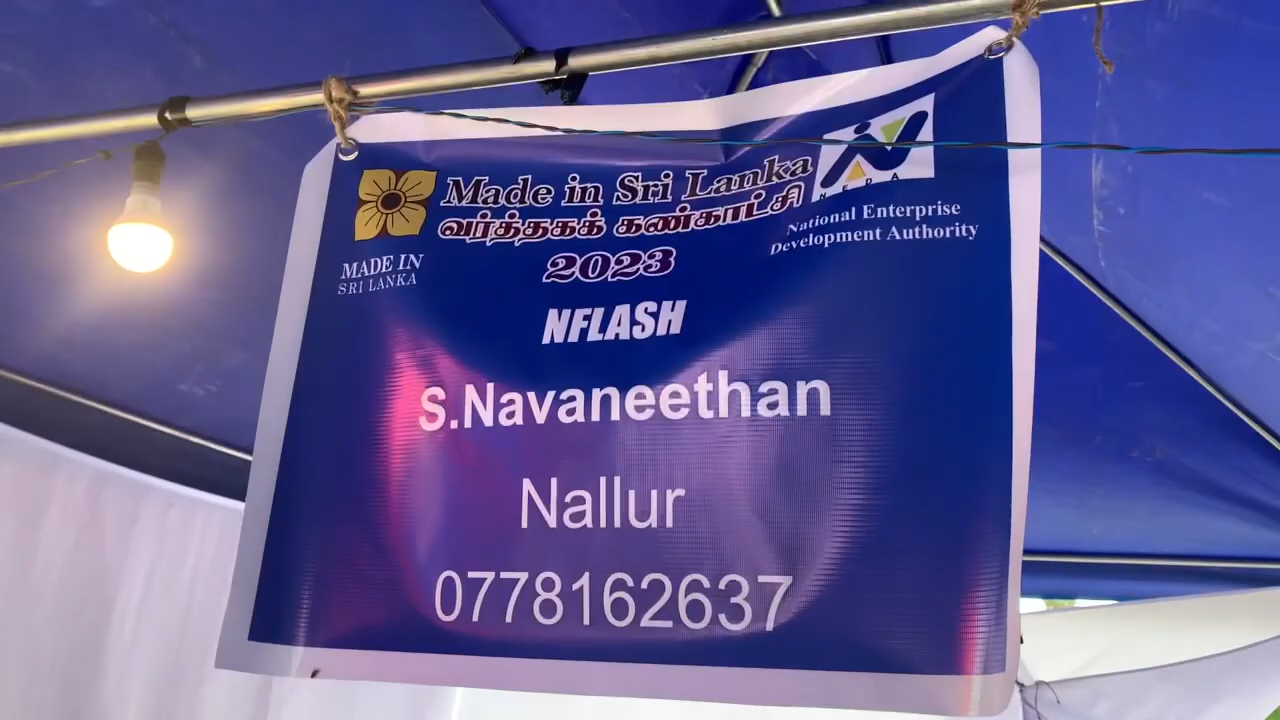 Made in Sri Lanka
வர்த்தகக் கண்காட்சி
2023
MADE IN
SRI LANKA
NEDA
National Enterprise
Development Authority
NFLASH
S.Navaneethan
Nallur
0778162637